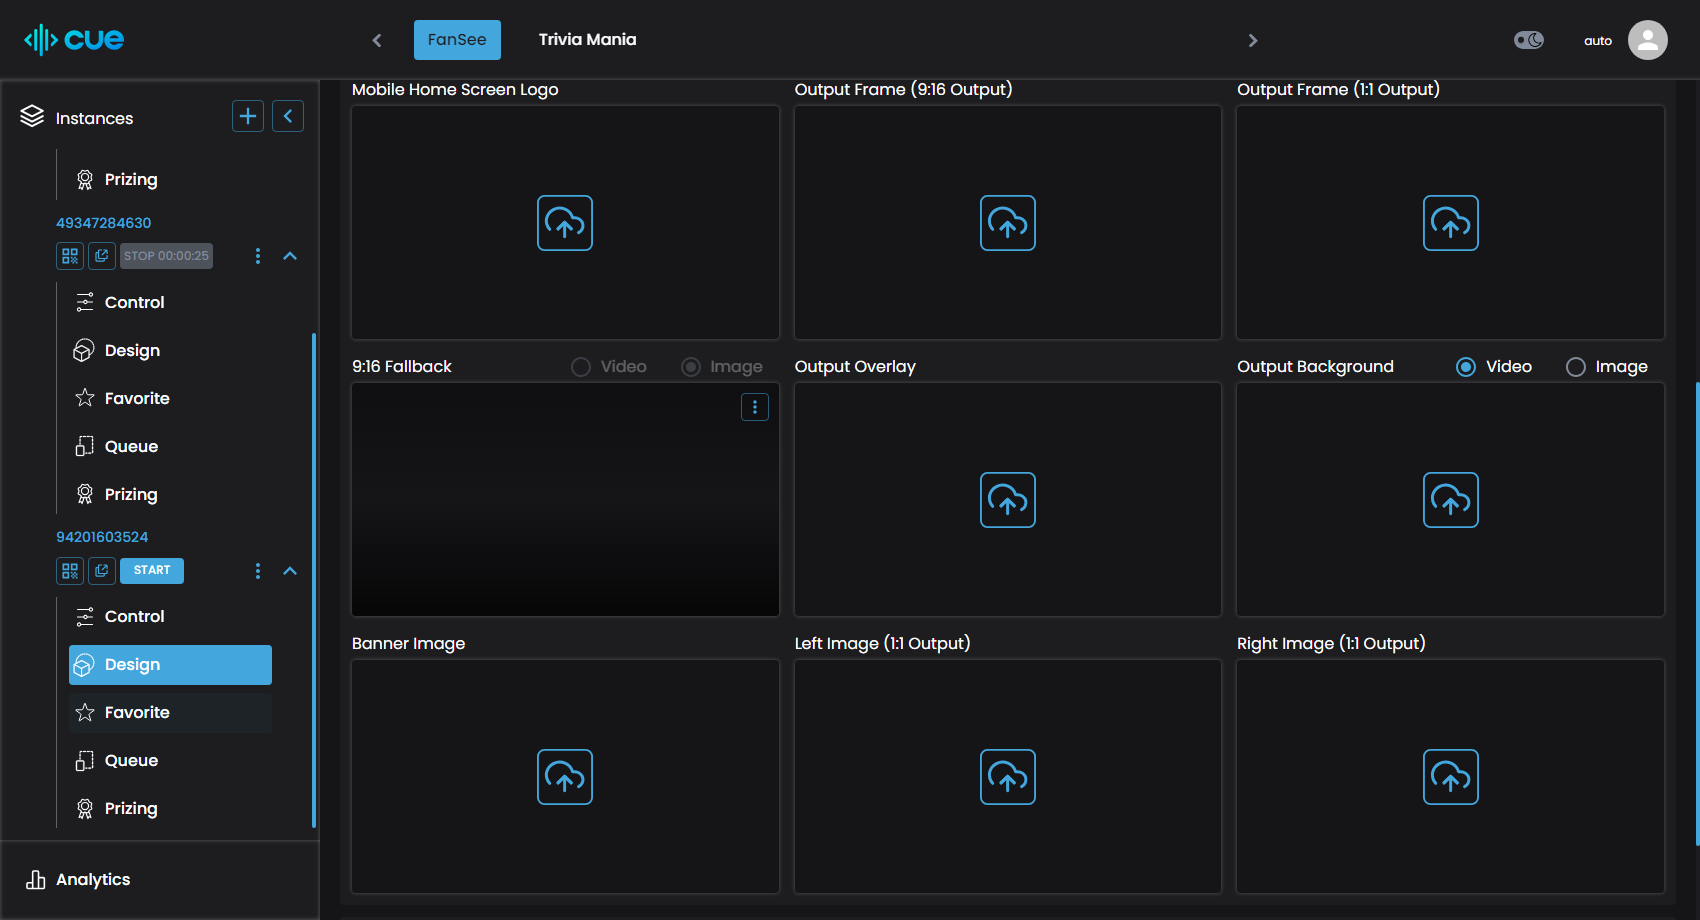 cue
FanSee
Trivia Mania
auto
Instances
Prizing
49347284630
STOP 00:00:25
Control
Design
Favorite
Queue
Prizing
94201603524
START
Control
Design
Favorite
Queue
Prizing
Analytics
Mobile Home Screen Logo
Output Frame (9:16 Output)
Output Frame (1:1 Output)
9:16 Fallback
Video
Image
Output Overlay
Output Background
Video
Image
Banner Image
Left Image (1:1 Output)
Right Image (1:1 Output)